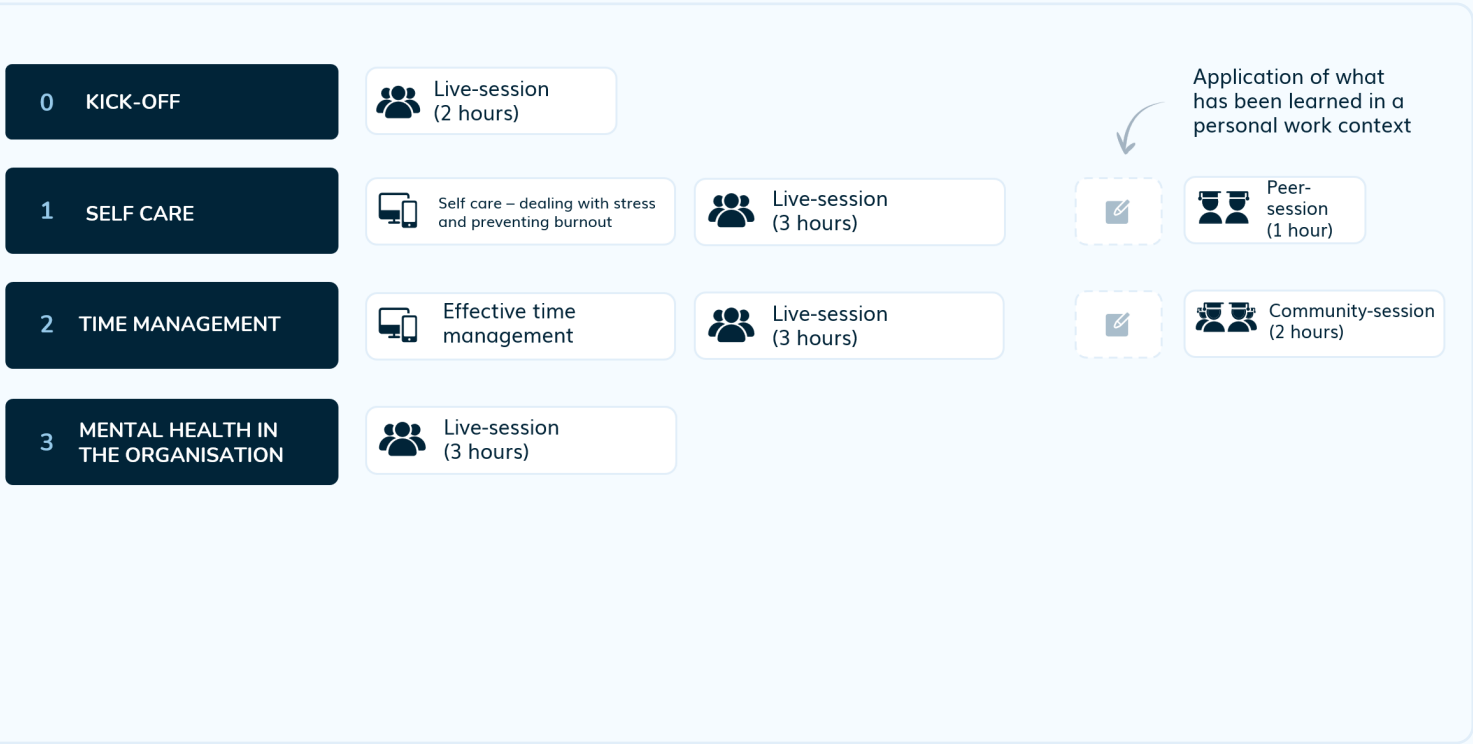 0 KICK-OFF
Live-session
(2 hours)
Application of what
has been learned in a
personal work context
1 SELF CARE
Self care – dealing with stress
and preventing burnout
Live-session
(3 hours)
Peer-
session
(1 hour)
2 TIME MANAGEMENT
Effective time
management
Live-session
(3 hours)
Community-session
(2 hours)
3 MENTAL HEALTH IN
THE ORGANISATION
Live-session
(3 hours)